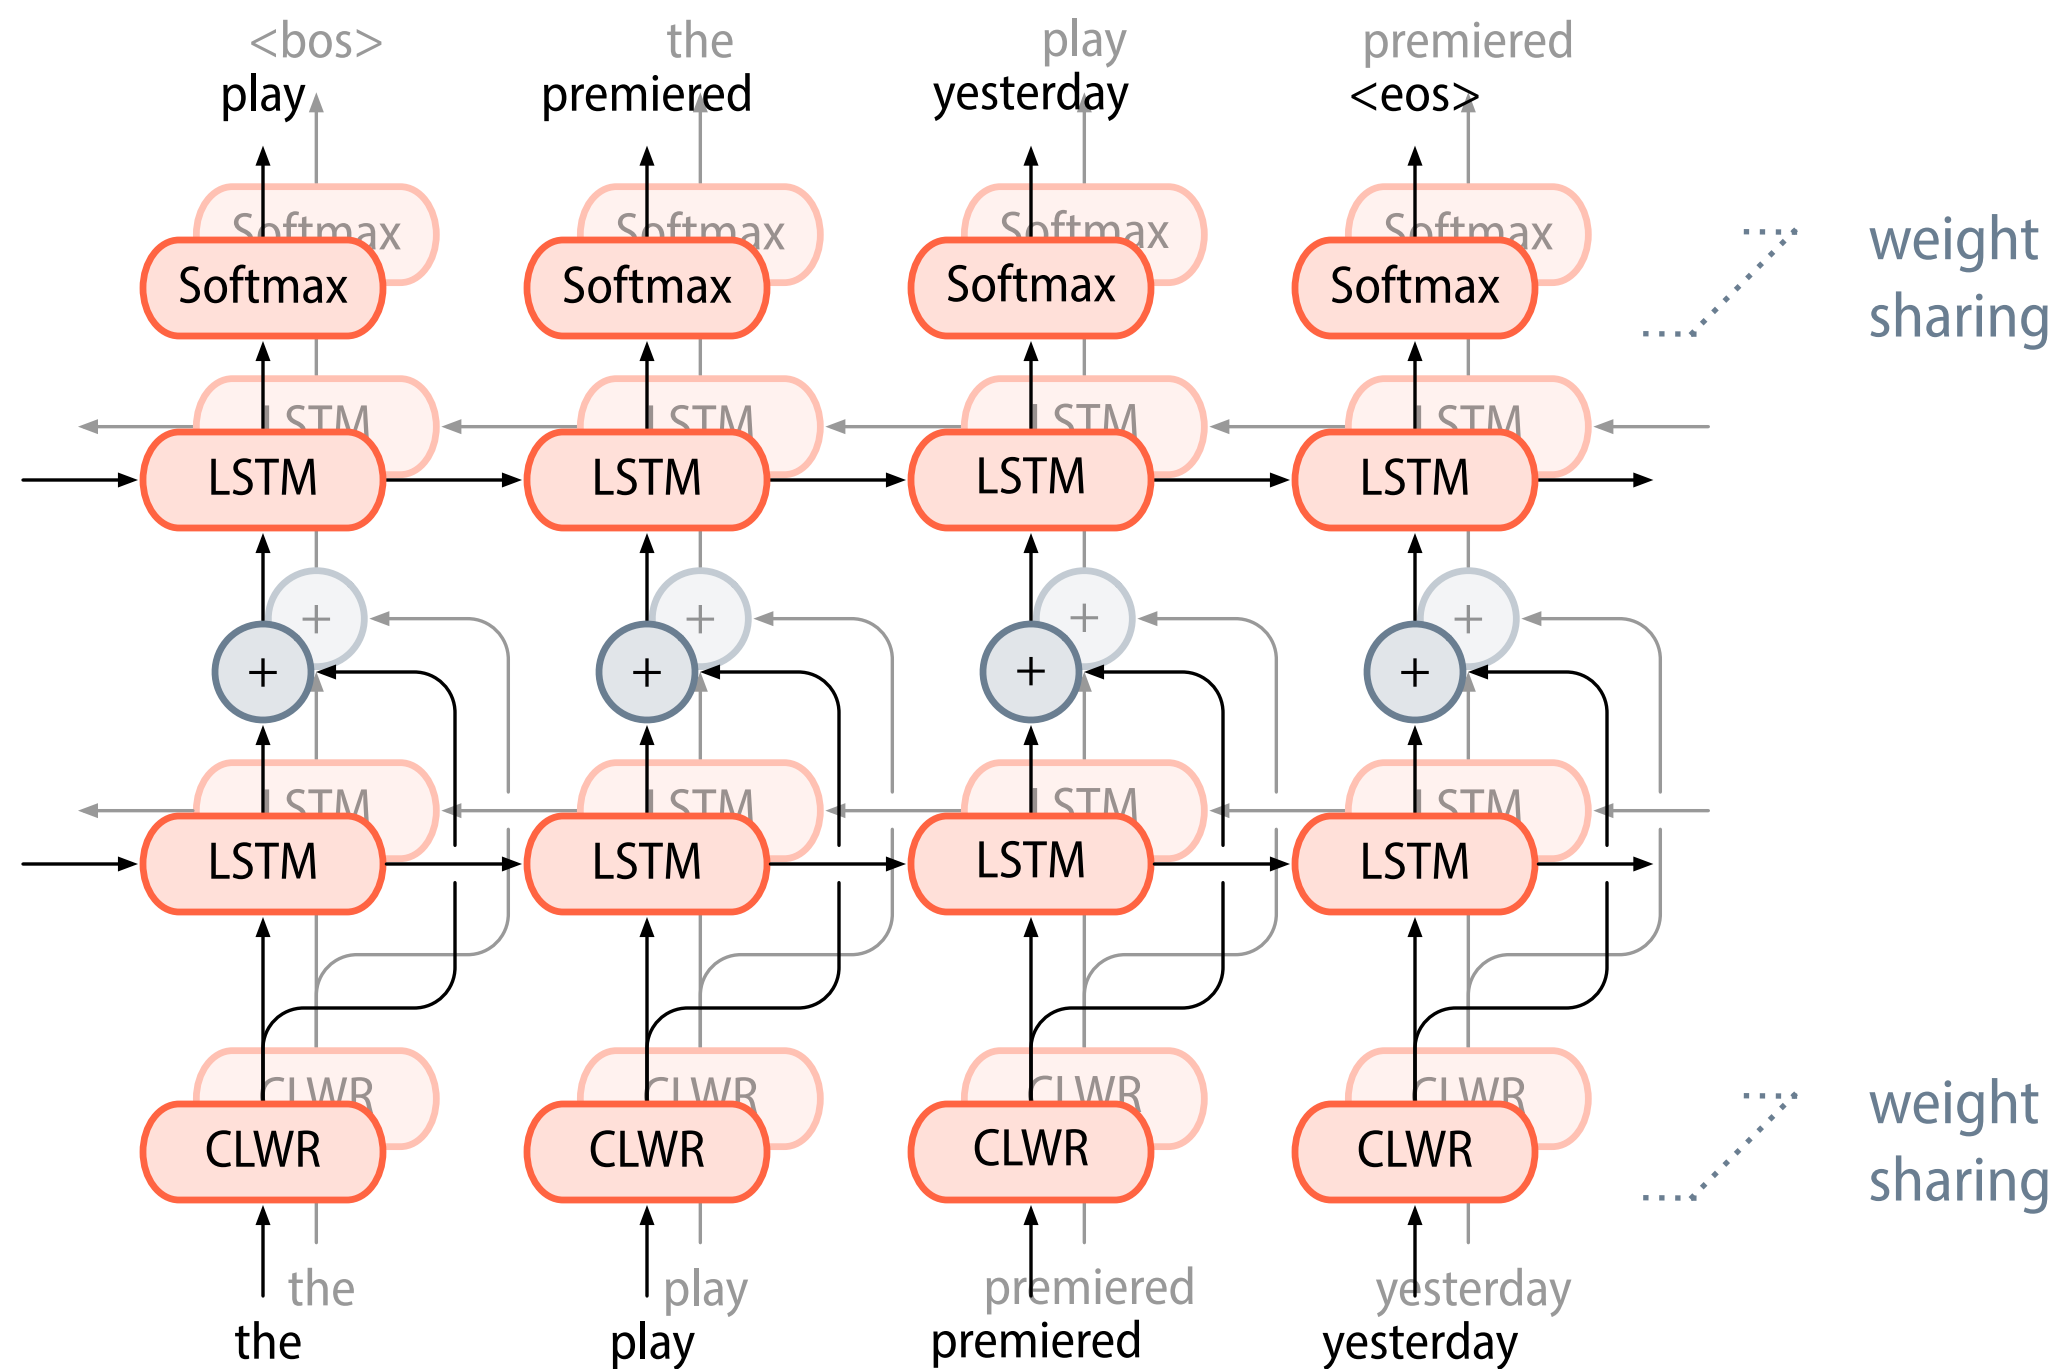 <bos> the play premiered
play premiered yesterday <eos>
Softmax Softmax Softmax Softmax
Softmax Softmax Softmax Softmax
weight
sharing
LSTM LSTM LSTM LSTM
LSTM LSTM LSTM LSTM
+ + + +
+ + + +
LSTM LSTM LSTM LSTM
LSTM LSTM LSTM LSTM
CLWR CLWR CLWR CLWR
CLWR CLWR CLWR CLWR
weight
sharing
the play premiered yesterday
the play premiered yesterday